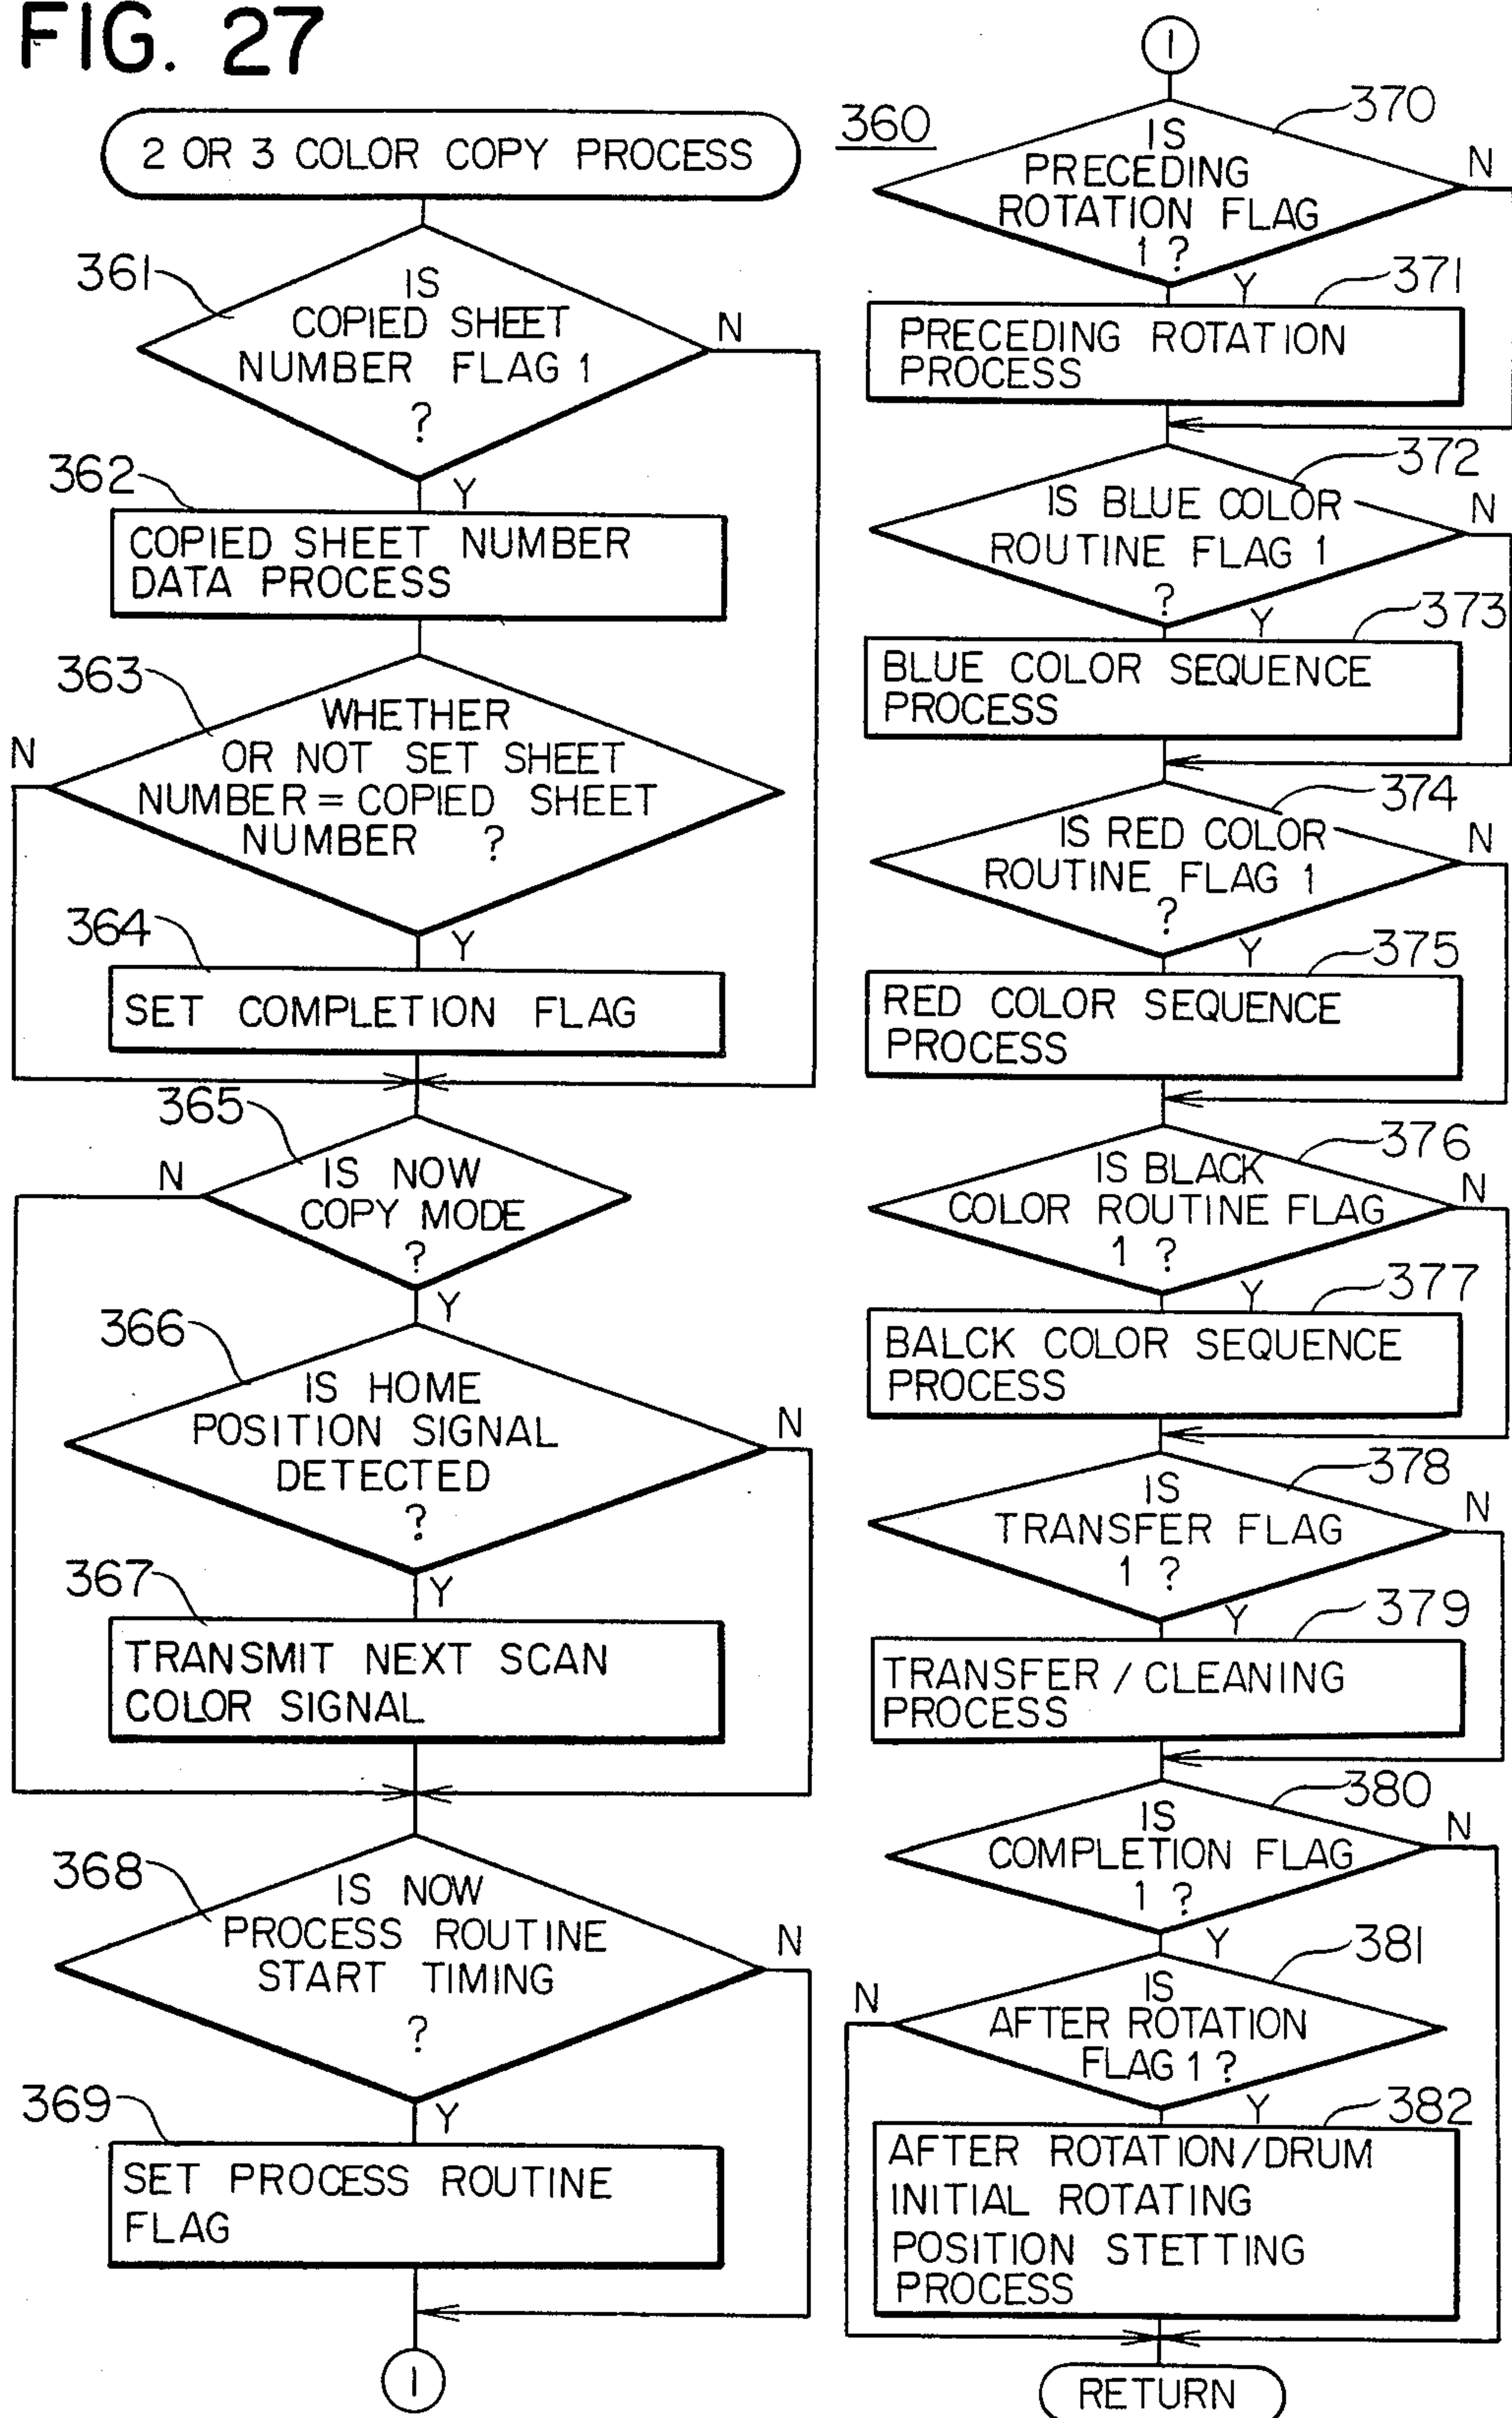 FIG. 27
2 OR 3 COLOR COPY PROCESS
361
IS
COPIED SHEET
NUMBER FLAG 1
?
N
Y
362
COPIED SHEET NUMBER
DATA PROCESS
363
WHETHER
OR NOT SET SHEET
NUMBER = COPIED SHEET
NUMBER ?
N
Y
364
SET COMPLETION FLAG
365
IS NOW
COPY MODE
?
N
Y
366
IS HOME
POSITION SIGNAL
DETECTED
?
N
Y
367
TRANSMIT NEXT SCAN
COLOR SIGNAL
368
IS NOW
PROCESS ROUTINE
START TIMING
?
N
Y
369
SET PROCESS ROUTINE
FLAG
1
1
360
370
IS
PRECEDING
ROTATION FLAG
1 ?
N
Y
371
PRECEDING ROTATION
PROCESS
372
IS BLUE COLOR
ROUTINE FLAG 1
?
N
Y
373
BLUE COLOR SEQUENCE
PROCESS
374
IS RED COLOR
ROUTINE FLAG 1
?
N
Y
375
RED COLOR SEQUENCE
PROCESS
376
IS BLACK
COLOR ROUTINE FLAG
1 ?
N
Y
377
BALCK COLOR SEQUENCE
PROCESS
378
IS
TRANSFER FLAG
1 ?
N
Y
379
TRANSFER / CLEANING
PROCESS
380
IS
COMPLETION FLAG
1 ?
N
Y
381
IS
AFTER ROTATION
FLAG 1 ?
N
Y
382
AFTER ROTATION/DRUM
INITIAL ROTATING
POSITION STETTING
PROCESS
RETURN